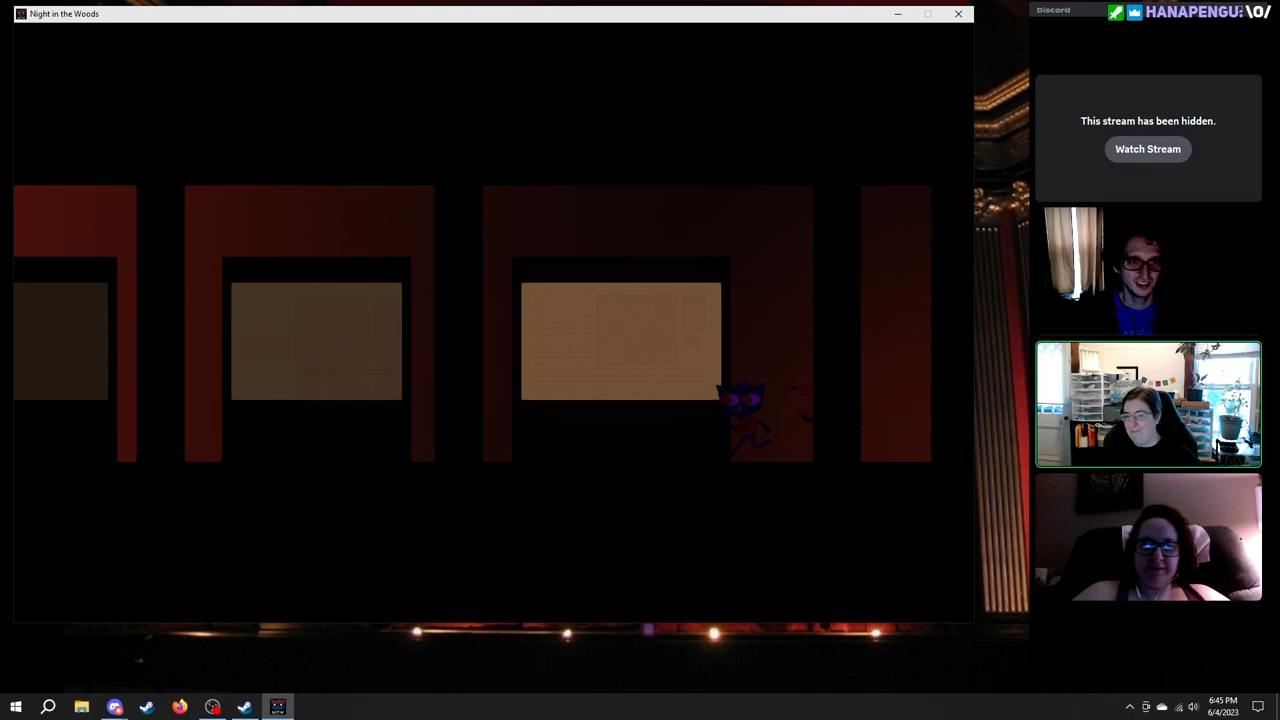 Night in the Woods
Discord
HANAPENGU!\O/
This stream has been hidden.
Watch Stream
6:45 PM
6/4/2023